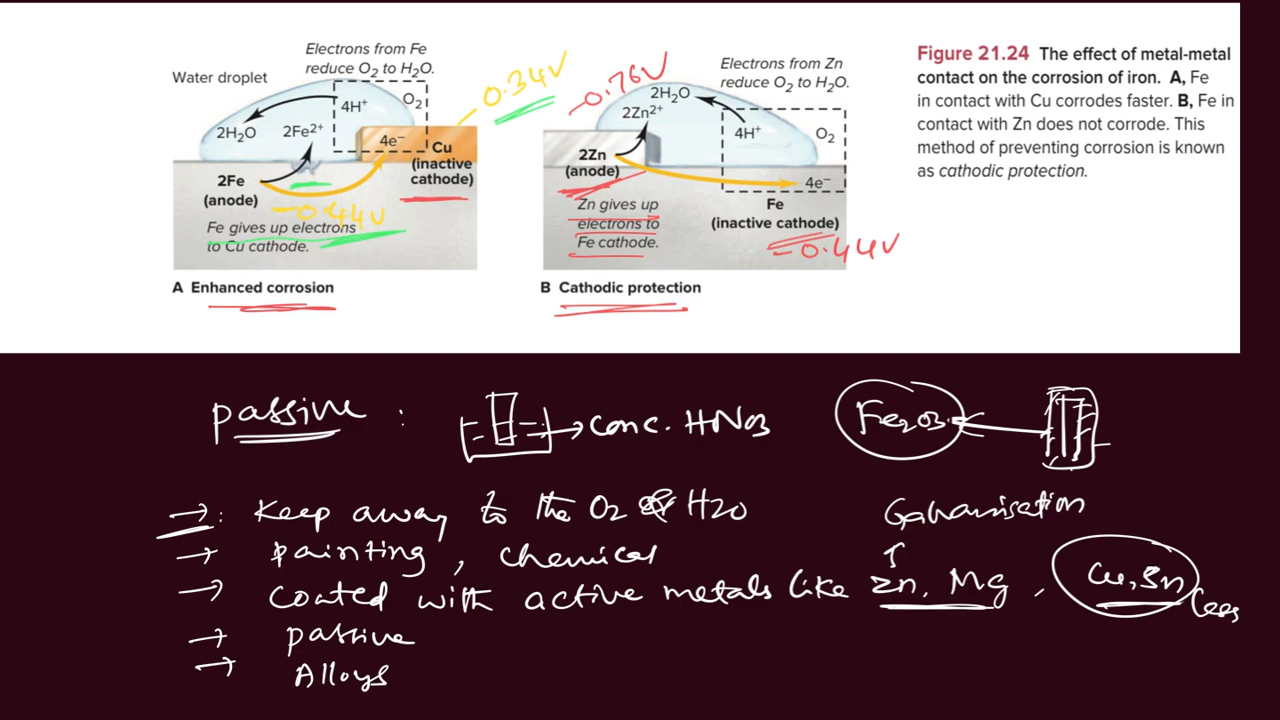 Electrons from Fe
reduce O₂ to H₂O.
Water droplet
4H⁺
O₂
2H₂O
2Fe²⁺
4e⁻
Cu
(inactive
cathode)
2Fe
(anode)
Fe gives up electrons
to Cu cathode.
0.34V
-0.44V
A Enhanced corrosion
Electrons from Zn
reduce O₂ to H₂O.
-0.76V
2H₂O
2Zn²⁺
4H⁺
O₂
2Zn
(anode)
4e⁻
Zn gives up
electrons to
Fe cathode.
Fe
(inactive cathode)
-0.44V
B Cathodic protection
Figure 21.24 The effect of metal-metal
contact on the corrosion of iron. A, Fe
in contact with Cu corrodes faster. B, Fe in
contact with Zn does not corrode. This
method of preventing corrosion is known
as cathodic protection.
passive : conc. HNO3 Fe2O3
→: Keep away to the O2 & H2O
Galvanisation
→ painting, chemical
→ coated with active metals like Zn, Mg, Cu, Sn less
→ passive
→ Alloys